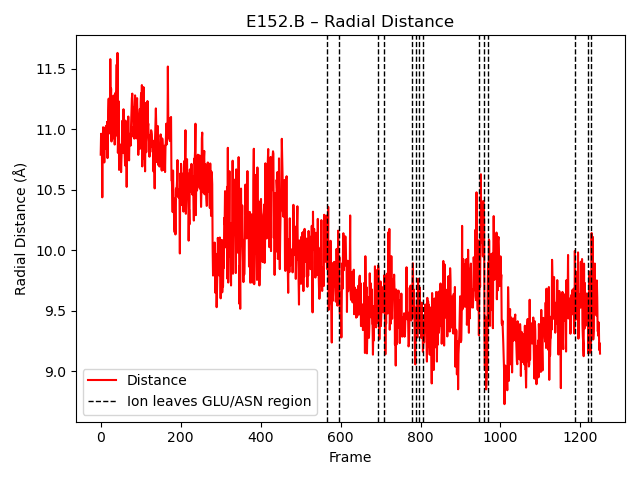 E152.B – Radial Distance
11.5
11.0
10.5
10.0
9.5
9.0
Radial Distance (Å)
Distance
Ion leaves GLU/ASN region
0 200 400 600 800 1000 1200
Frame